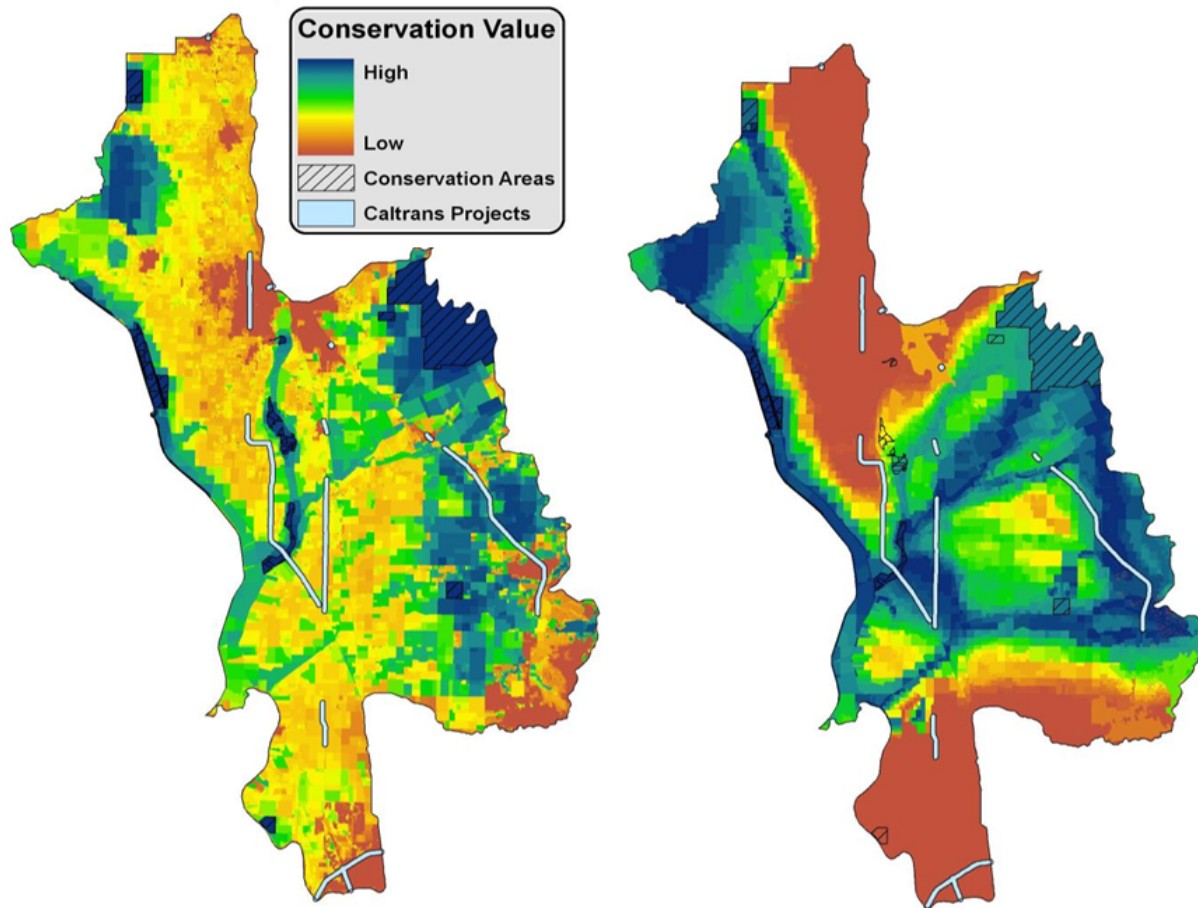 Conservation Value
High
Low
Conservation Areas
Caltrans Projects